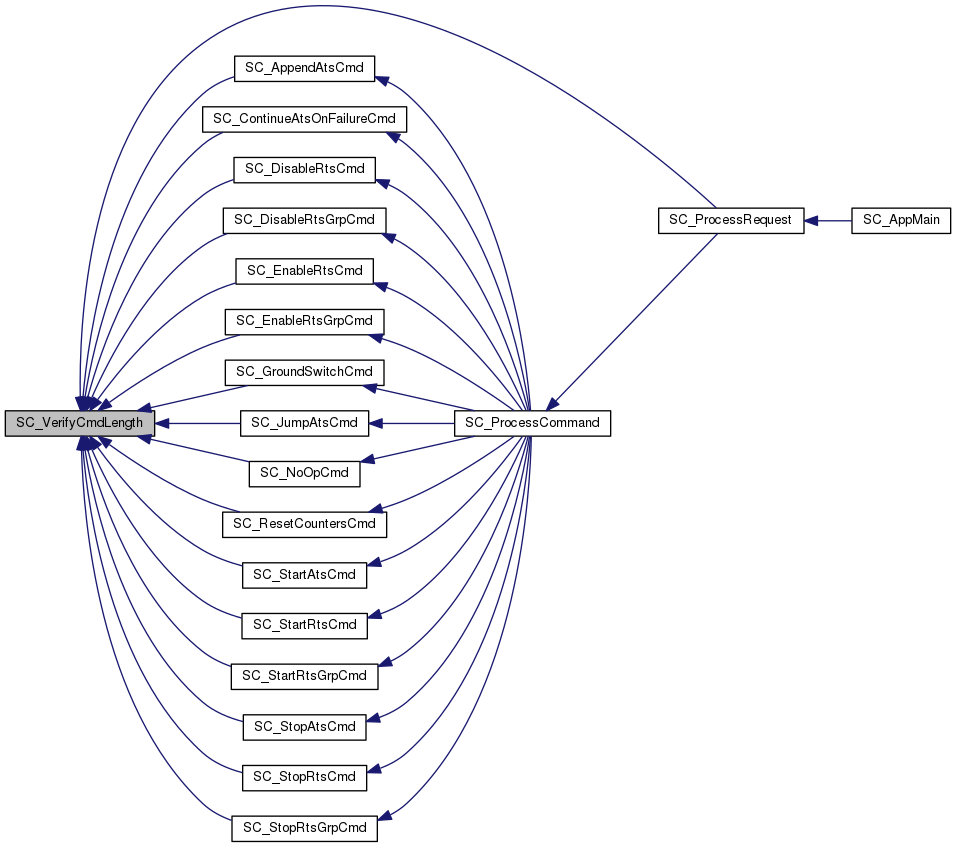 SC_AppendAtsCmd
SC_ContinueAtsOnFailureCmd
SC_DisableRtsCmd
SC_DisableRtsGrpCmd
SC_ProcessRequest
SC_AppMain
SC_EnableRtsCmd
SC_EnableRtsGrpCmd
SC_GroundSwitchCmd
SC_VerifyCmdLength
SC_JumpAtsCmd
SC_ProcessCommand
SC_NoOpCmd
SC_ResetCountersCmd
SC_StartAtsCmd
SC_StartRtsCmd
SC_StartRtsGrpCmd
SC_StopAtsCmd
SC_StopRtsCmd
SC_StopRtsGrpCmd